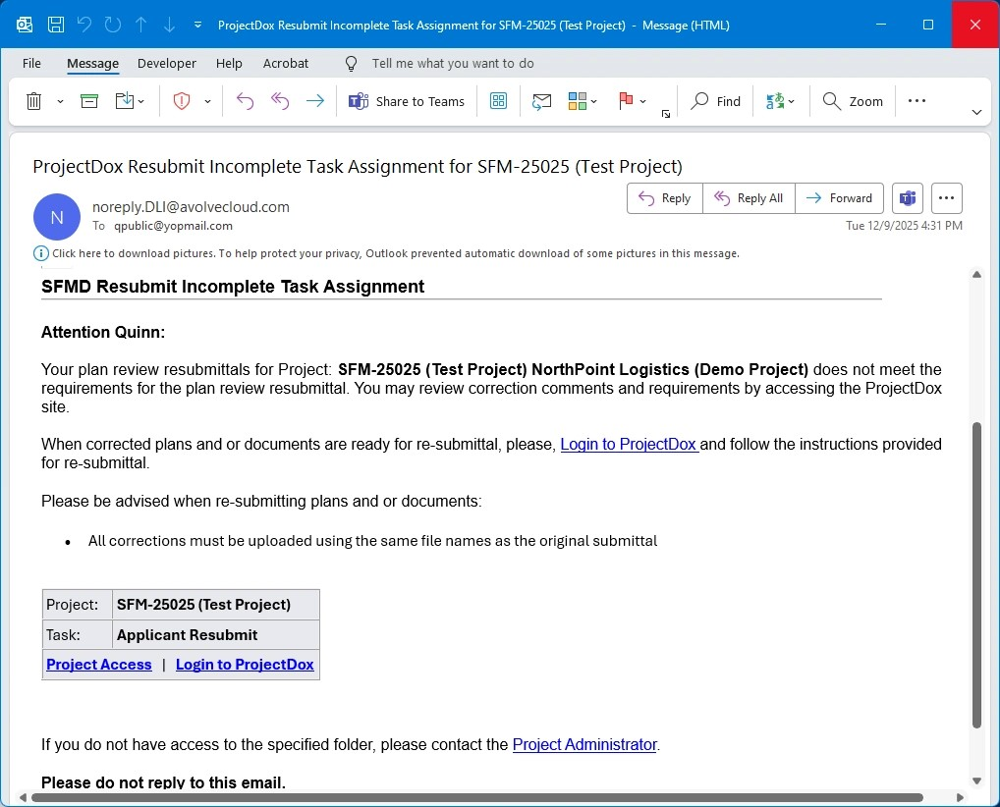 ProjectDox Resubmit Incomplete Task Assignment for SFM-25025 (Test Project) - Message (HTML)
File Message Developer Help Acrobat Tell me what you want to do
Share to Teams Find Zoom
ProjectDox Resubmit Incomplete Task Assignment for SFM-25025 (Test Project)
N
noreply.DLI@avolvecloud.com
To qpublic@yopmail.com
Reply Reply All Forward
Tue 12/9/2025 4:31 PM
Click here to download pictures. To help protect your privacy, Outlook prevented automatic download of some pictures in this message.
SFMD Resubmit Incomplete Task Assignment
Attention Quinn:
Your plan review resubmittals for Project: SFM-25025 (Test Project) NorthPoint Logistics (Demo Project) does not meet the
requirements for the plan review resubmittal. You may review correction comments and requirements by accessing the ProjectDox
site.
When corrected plans and or documents are ready for re-submittal, please, Login to ProjectDox and follow the instructions provided
for re-submittal.
Please be advised when re-submitting plans and or documents:
• All corrections must be uploaded using the same file names as the original submittal
Project: SFM-25025 (Test Project)
Task: Applicant Resubmit
Project Access | Login to ProjectDox
If you do not have access to the specified folder, please contact the Project Administrator.
Please do not reply to this email.